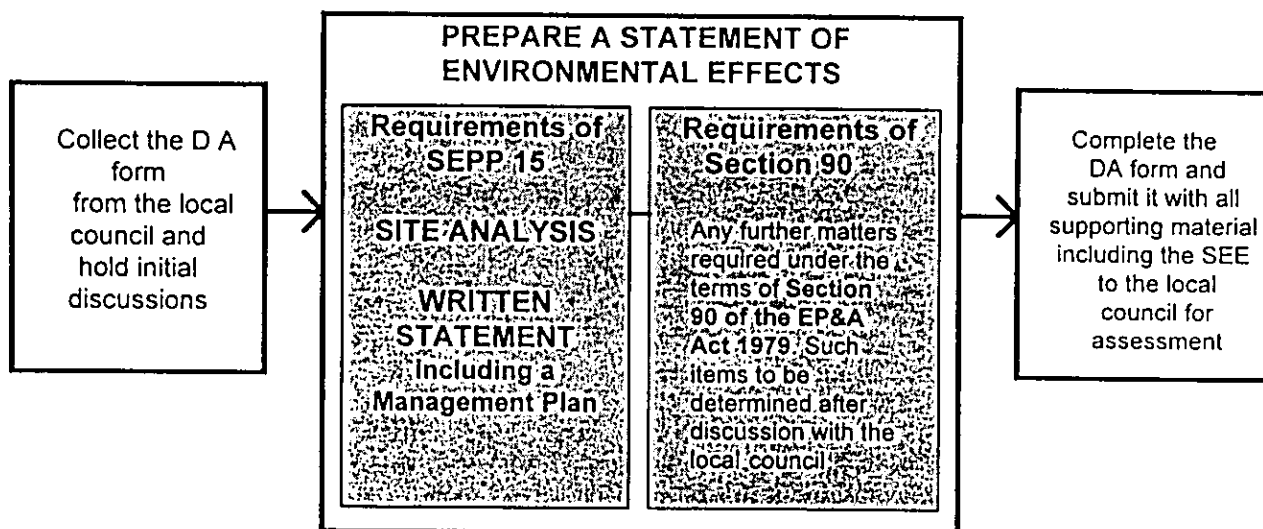 Collect the D A
form
from the local
council and
hold initial
discussions
PREPARE A STATEMENT OF
ENVIRONMENTAL EFFECTS
Requirements of
SEPP 15
SITE ANALYSIS
WRITTEN
STATEMENT
including a
Management Plan
Requirements of
Section 90
Any further matters
required under the
terms of Section
90 of the EP&A
Act 1979. Such
items to be
determined after
discussion with the
local council
Complete the
DA form and
submit it with all
supporting material
including the SEE
to the local
council for
assessment